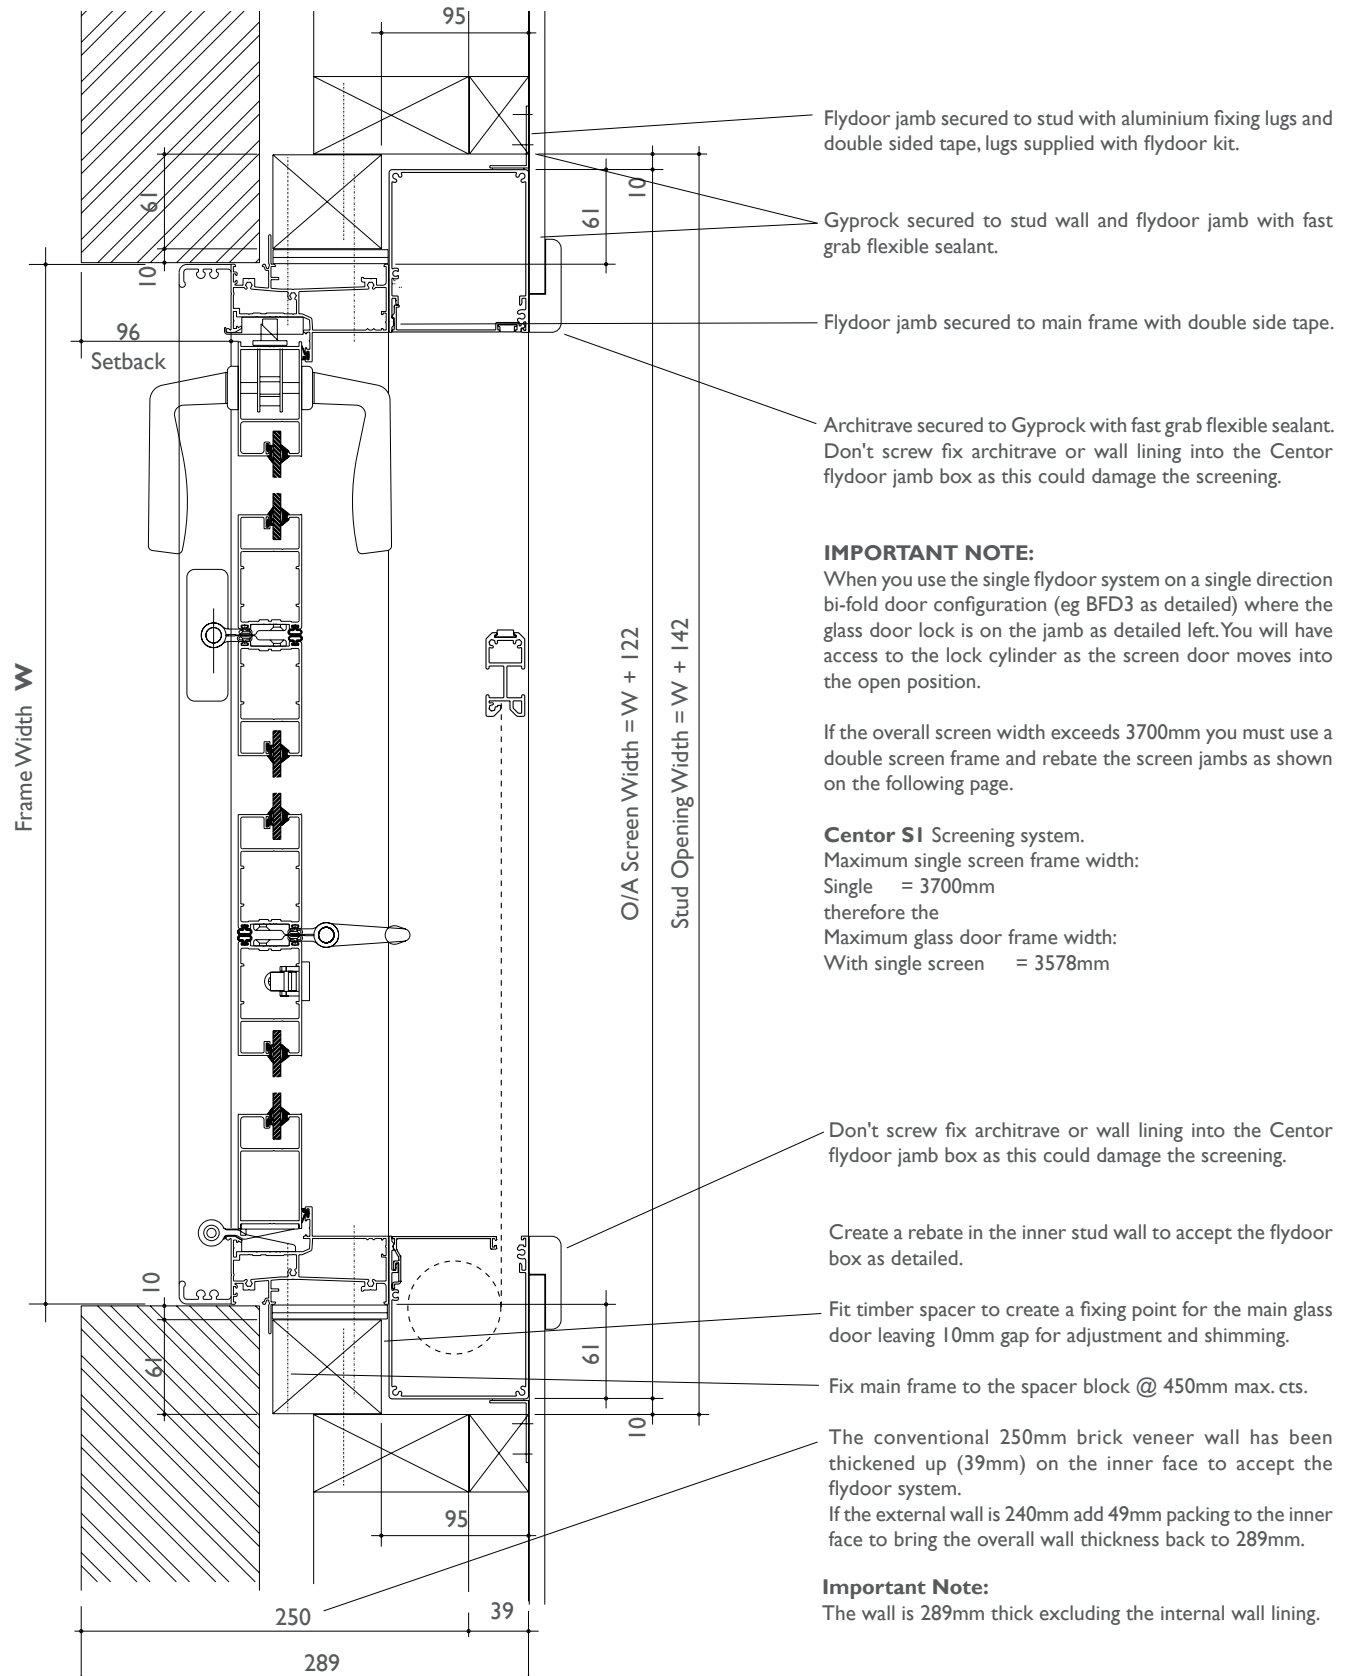 95
Flydoor jamb secured to stud with aluminium fixing lugs and
double sided tape, lugs supplied with flydoor kit.
61
10
61
Gyprock secured to stud wall and flydoor jamb with fast
grab flexible sealant.
10
96
Setback
Flydoor jamb secured to main frame with double side tape.
Architrave secured to Gyprock with fast grab flexible sealant.
Don't screw fix architrave or wall lining into the Centor
flydoor jamb box as this could damage the screening.
IMPORTANT NOTE:
When you use the single flydoor system on a single direction
bi-fold door configuration (eg BFD3 as detailed) where the
glass door lock is on the jamb as detailed left. You will have
access to the lock cylinder as the screen door moves into
the open position.
Frame Width W
O/A Screen Width = W + 122
Stud Opening Width = W + 142
If the overall screen width exceeds 3700mm you must use a
double screen frame and rebate the screen jambs as shown
on the following page.
Centor S1 Screening system.
Maximum single screen frame width:
Single = 3700mm
therefore the
Maximum glass door frame width:
With single screen = 3578mm
Don't screw fix architrave or wall lining into the Centor
flydoor jamb box as this could damage the screening.
Create a rebate in the inner stud wall to accept the flydoor
box as detailed.
10
Fit timber spacer to create a fixing point for the main glass
door leaving 10mm gap for adjustment and shimming.
61
61
Fix main frame to the spacer block @ 450mm max. cts.
10
The conventional 250mm brick veneer wall has been
thickened up (39mm) on the inner face to accept the
flydoor system.
If the external wall is 240mm add 49mm packing to the inner
face to bring the overall wall thickness back to 289mm.
95
Important Note:
The wall is 289mm thick excluding the internal wall lining.
250
39
289